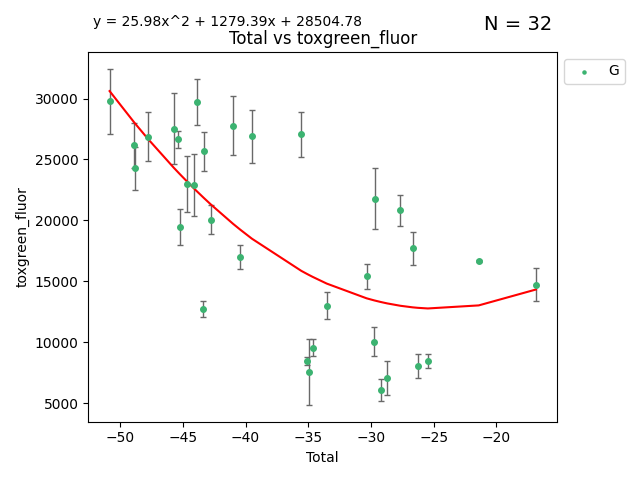 y = 25.98x^2 + 1279.39x + 28504.78
N = 32
Total vs toxgreen_fluor
G
30000
25000
20000
15000
10000
5000
toxgreen_fluor
−50 −45 −40 −35 −30 −25 −20
Total